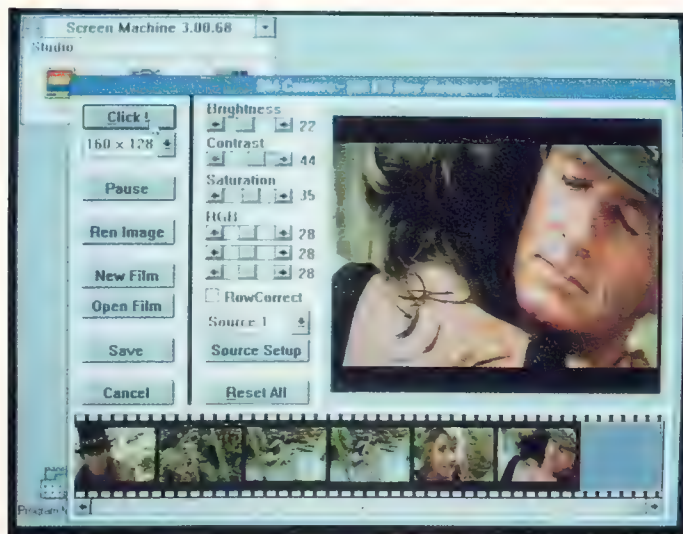 Screen Machine 3.00.68
Studio
Click !
160 x 128
Pause
Ren Image
New Film
Open Film
Save
Cancel
Brightness
22
Contrast
44
Saturation
35
RGB
28
28
28
RowCorrect
Source 1
Source Setup
Reset All
Program